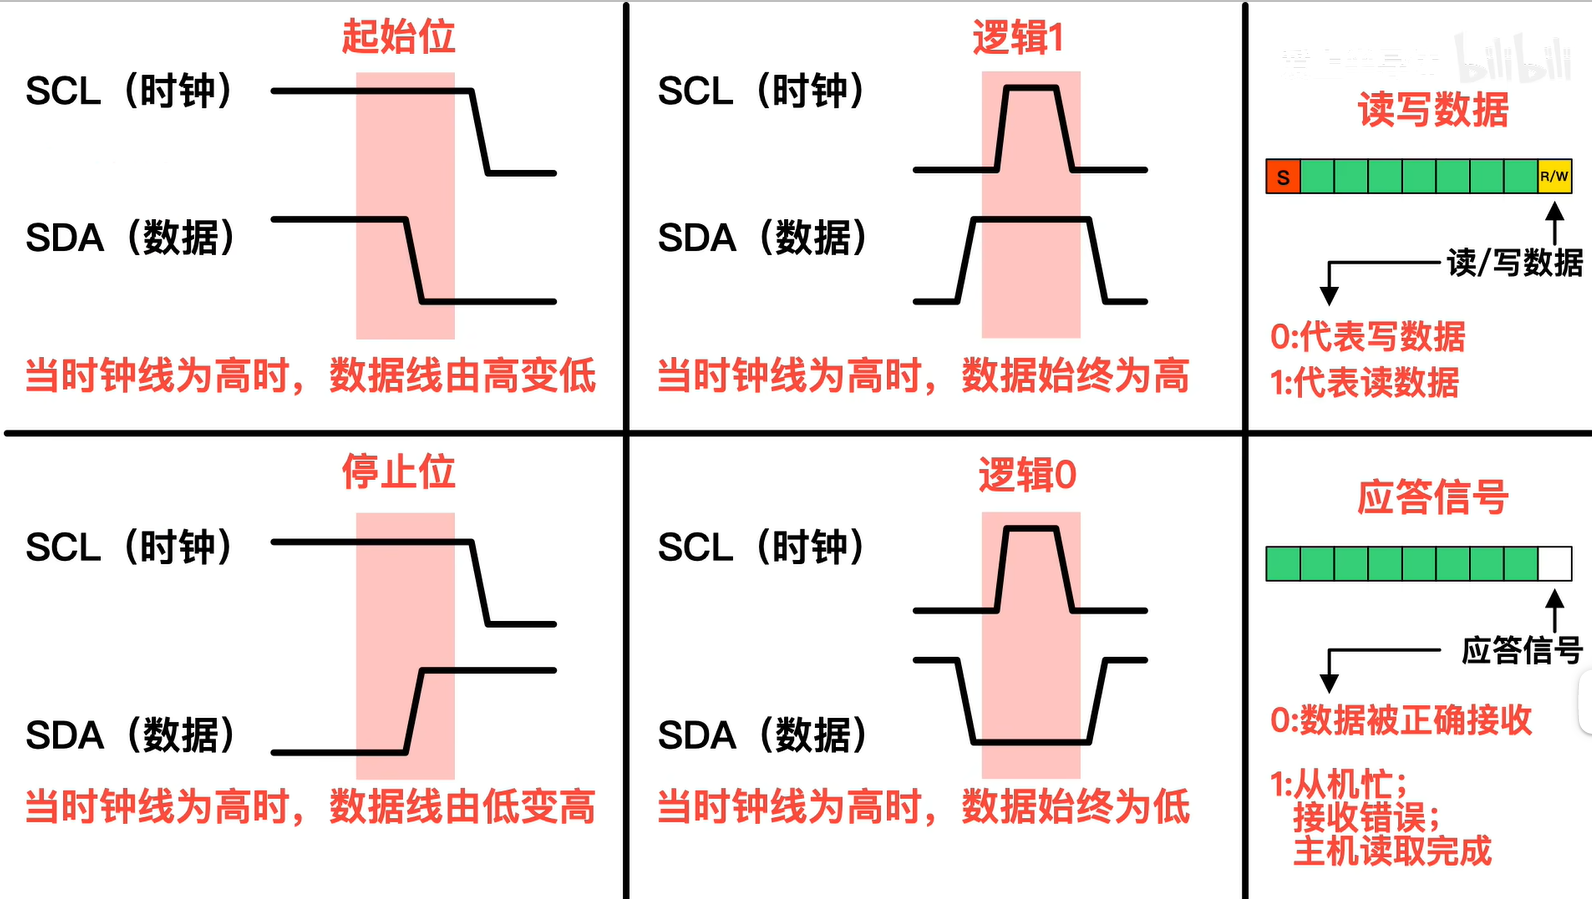 起始位
SCL（时钟）
SDA（数据）
当时钟线为高时，数据线由高变低
逻辑1
SCL（时钟）
SDA（数据）
当时钟线为高时，数据始终为高
bilibili
读写数据
S
R/W
读/写数据
0:代表写数据
1:代表读数据
停止位
SCL（时钟）
SDA（数据）
当时钟线为高时，数据线由低变高
逻辑0
SCL（时钟）
SDA（数据）
当时钟线为高时，数据始终为低
应答信号
应答信号
0:数据被正确接收
1:从机忙；
接收错误；
主机读取完成